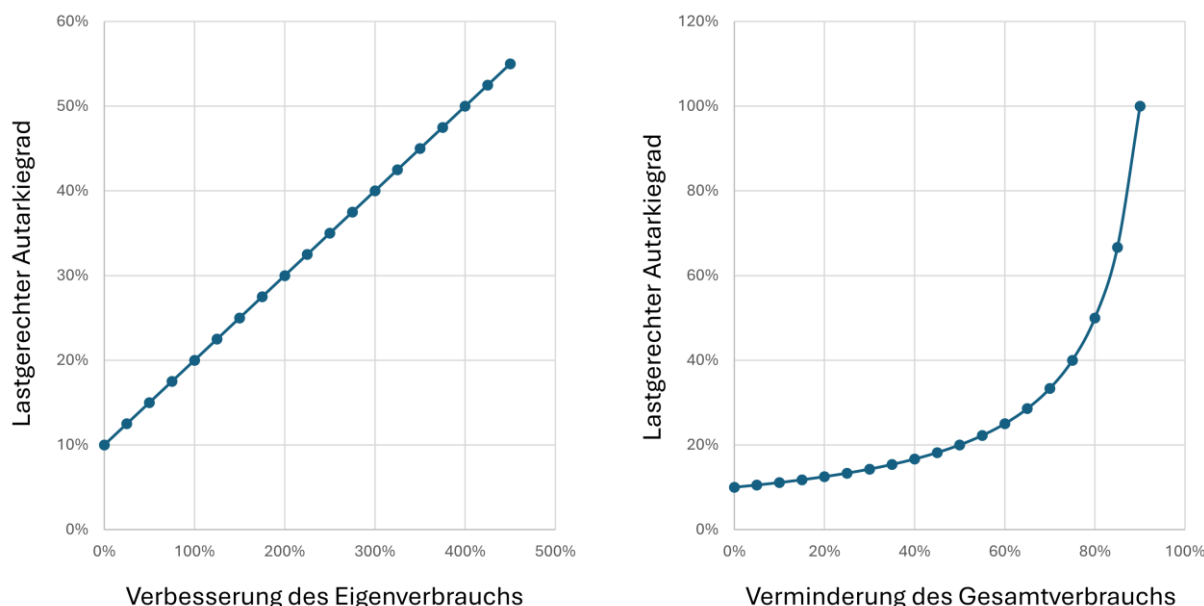 60%
50%
40%
30%
20%
10%
0%
Lastgerechter Autarkiegrad
0% 100% 200% 300% 400% 500%
Verbesserung des Eigenverbrauchs
120%
100%
80%
60%
40%
20%
0%
Lastgerechter Autarkiegrad
0% 20% 40% 60% 80% 100%
Verminderung des Gesamtverbrauchs